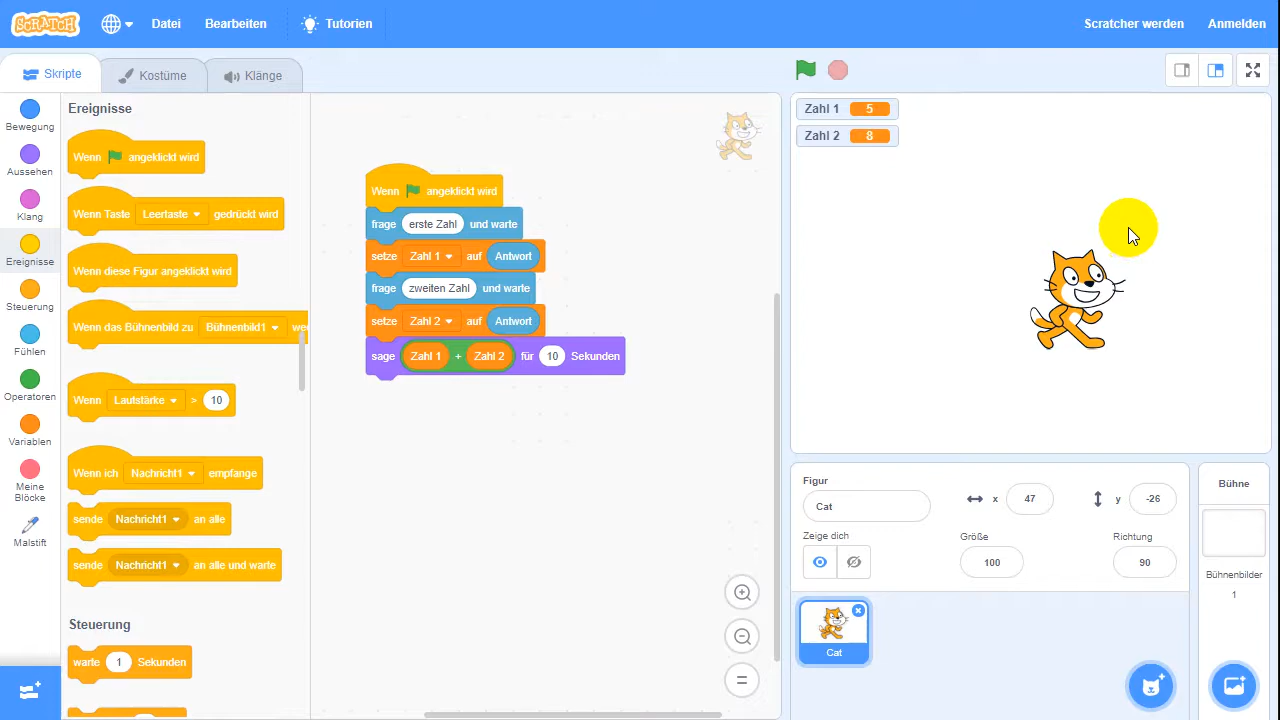 SCRATCH Datei Bearbeiten Tutorien Scratcher werden Anmelden
Skripte Kostüme Klänge
Bewegung
Aussehen
Klang
Ereignisse
Steuerung
Fühlen
Operatoren
Variablen
Meine
Blöcke
Malstift
Ereignisse
Wenn angeklickt wird
Wenn Taste Leertaste gedrückt wird
Wenn diese Figur angeklickt wird
Wenn das Bühnenbild zu Bühnenbild1 we
Wenn Lautstärke > 10
Wenn ich Nachricht1 empfange
sende Nachricht1 an alle
sende Nachricht1 an alle und warte
Steuerung
warte 1 Sekunden
Wenn angeklickt wird
frage erste Zahl und warte
setze Zahl 1 auf Antwort
frage zweiten Zahl und warte
setze Zahl 2 auf Antwort
sage Zahl 1 + Zahl 2 für 10 Sekunden
Zahl 1 5
Zahl 2 8
Figur
Cat x 47 y -26
Zeige dich Größe Richtung
100 90
Cat
Bühne
Bühnenbilder
1